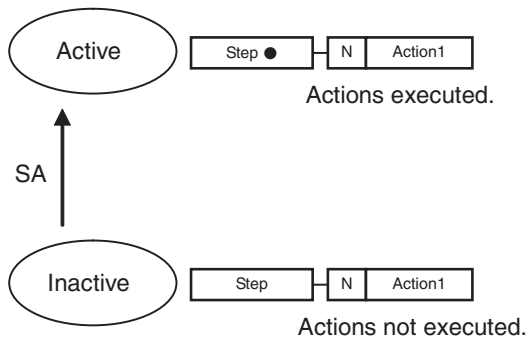 Active
Step
N
Action1
Actions executed.
SA
Inactive
Step
N
Action1
Actions not executed.